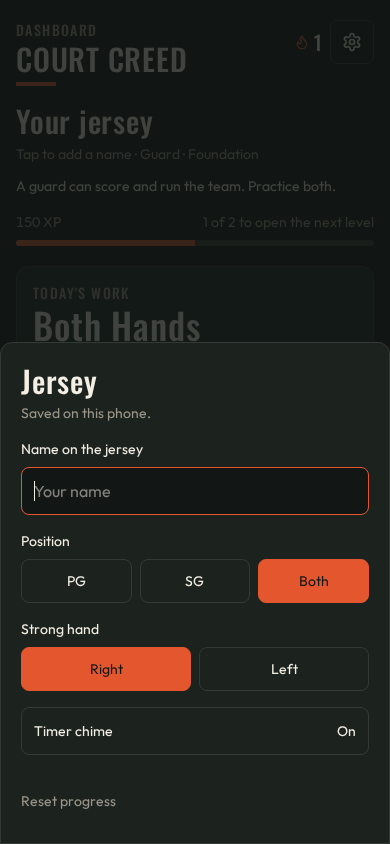 DASHBOARD
COURT CREED
1
Your jersey
Tap to add a name · Guard · Foundation
A guard can score and run the team. Practice both.
150 XP
1 of 2 to open the next level
TODAY'S WORK
Both Hands
Jersey
Saved on this phone.
Name on the jersey
Your name
Position
PG
SG
Both
Strong hand
Right
Left
Timer chime
On
Reset progress